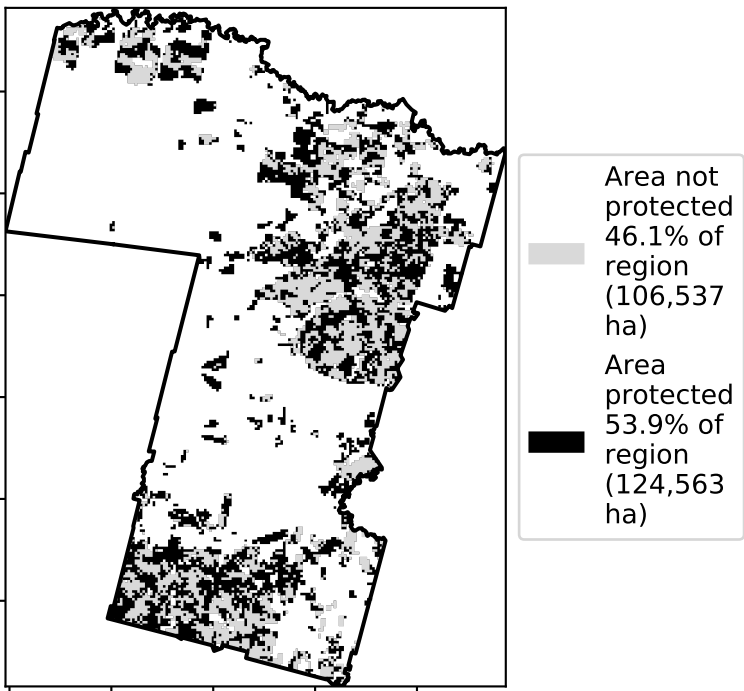 Area not
protected
46.1% of
region
(106,537
ha)
Area
protected
53.9% of
region
(124,563
ha)